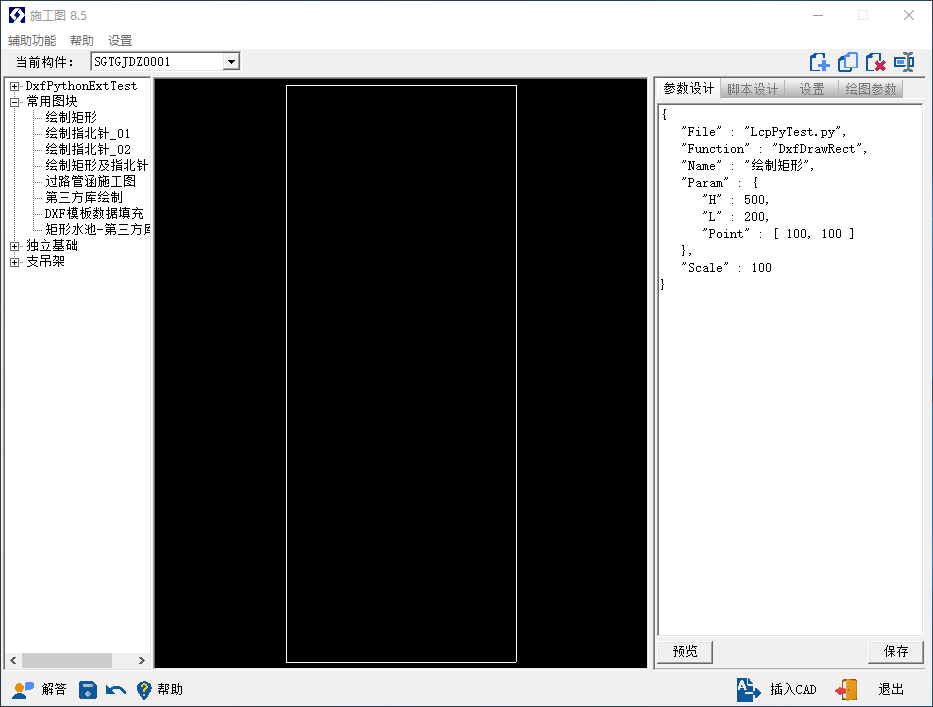 施工图 8.5
辅助功能 帮助 设置
当前构件： SGTGJDZ0001
DxfPythonExtTest
常用图块
绘制矩形
绘制指北针_01
绘制指北针_02
绘制矩形及指北针
过路管涵施工图
第三方库绘制
DXF模板数据填充
矩形水池-第三方库
独立基础
支吊架
参数设计 脚本设计 设置 绘图参数
{
"File" : "LcpPyTest.py",
"Function" : "DxfDrawRect",
"Name" : "绘制矩形",
"Param" : {
"H" : 500,
"L" : 200,
"Point" : [ 100, 100 ]
},
"Scale" : 100
}
预览 保存
解答 帮助 插入CAD 退出